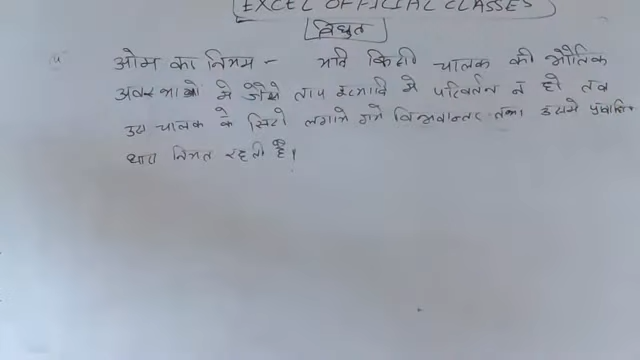 EXCEL OFFICIAL CLASSES
विधुत
ओम का नियम - यदि किसी चालक की भौतिक
अवस्थाओ मे जैसे ताप इत्यादि मे परिवर्तन न हो तब
उस चालक के सिरो लगाये गये विभवान्तर तथा उसमे प्रवाहित
धारा नियत रहती है।